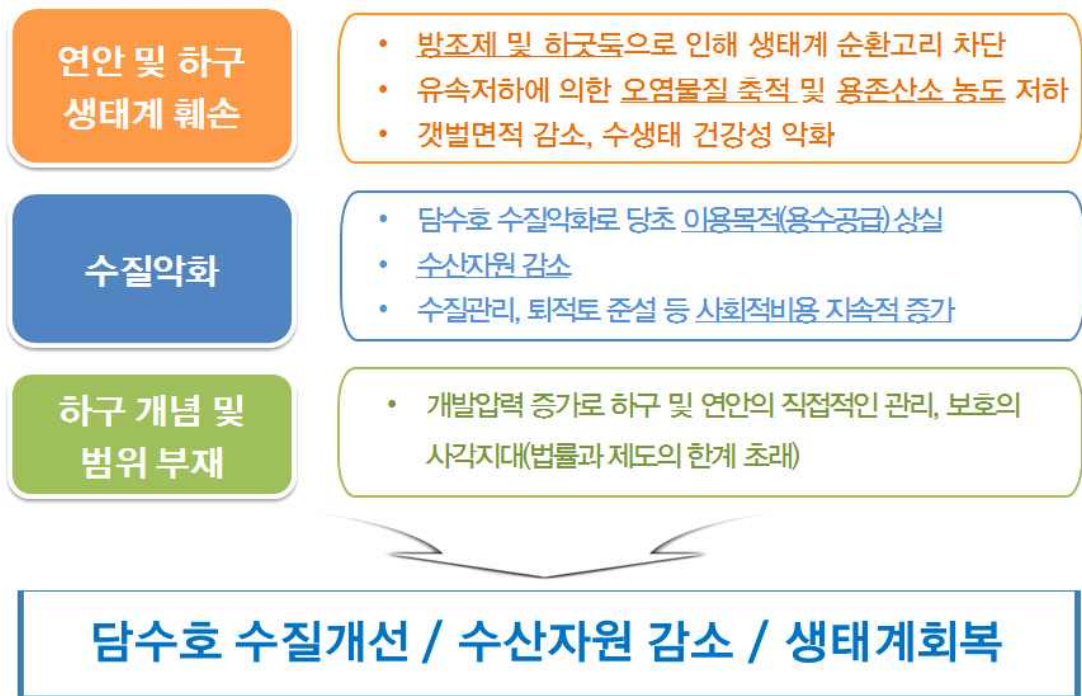 연안 및 하구
생태계 훼손
• 방조제 및 하굿둑으로 인해 생태계 순환고리 차단
• 유속저하에 의한 오염물질 축적 및 용존산소 농도 저하
• 갯벌면적 감소, 수생태 건강성 악화
수질악화
• 담수호 수질악화로 당초 이용목적(용수공급) 상실
• 수산자원 감소
• 수질관리, 퇴적토 준설 등 사회적비용 지속적 증가
하구 개념 및
범위 부재
• 개발압력 증가로 하구 및 연안의 직접적인 관리, 보호의
사각지대(법률과 제도의 한계 초래)
담수호 수질개선 / 수산자원 감소 / 생태계회복